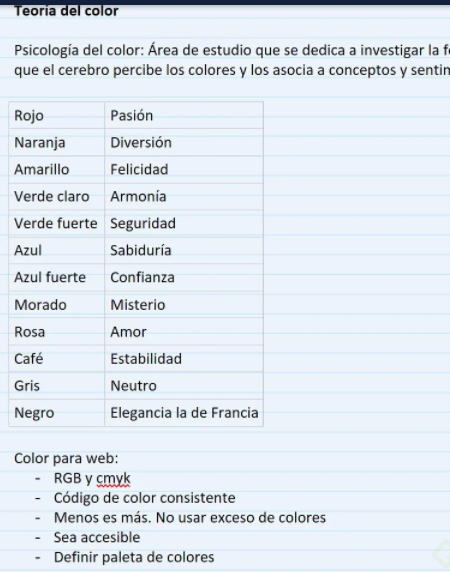 Teoría del color
Psicología del color: Área de estudio que se dedica a investigar la
que el cerebro percibe los colores y los asocia a conceptos y
Rojo Pasión
Naranja Diversión
Amarillo Felicidad
Verde claro Armonía
Verde fuerte Seguridad
Azul Sabiduría
Azul fuerte Confianza
Morado Misterio
Rosa Amor
Café Estabilidad
Gris Neutro
Negro Elegancia la de Francia
Color para web:
- RGB y cmyk
- Código de color consistente
- Menos es más. No usar exceso de colores
- Sea accesible
- Definir paleta de colores